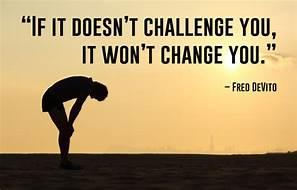 “IF IT DOESN’T CHALLENGE YOU,
IT WON’T CHANGE YOU.”
– FRED DEVITO